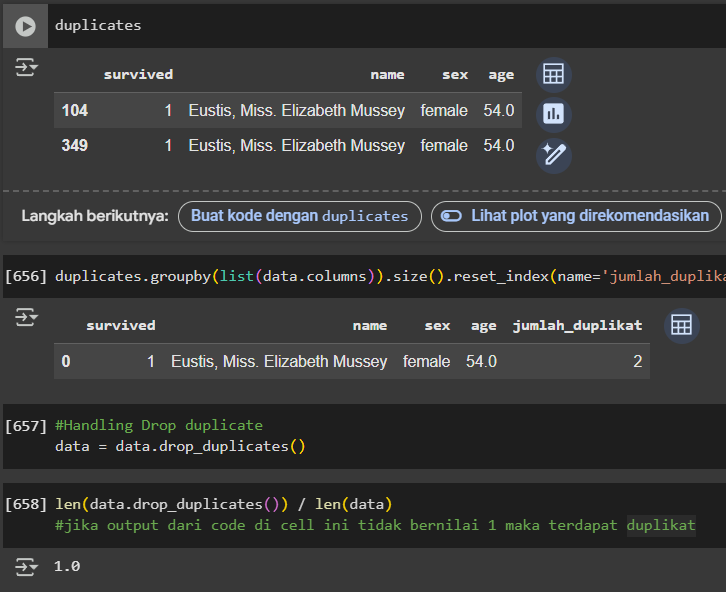 duplicates
survived name sex age
104 1 Eustis, Miss. Elizabeth Mussey female 54.0
349 1 Eustis, Miss. Elizabeth Mussey female 54.0
Langkah berikutnya: Buat kode dengan duplicates Lihat plot yang direkomendasikan
[656] duplicates.groupby(list(data.columns)).size().reset_index(name='jumlah_duplika
survived name sex age jumlah_duplikat
0 1 Eustis, Miss. Elizabeth Mussey female 54.0 2
[657] #Handling Drop duplicate
data = data.drop_duplicates()
[658] len(data.drop_duplicates()) / len(data)
#jika output dari code di cell ini tidak bernilai 1 maka terdapat duplikat
1.0